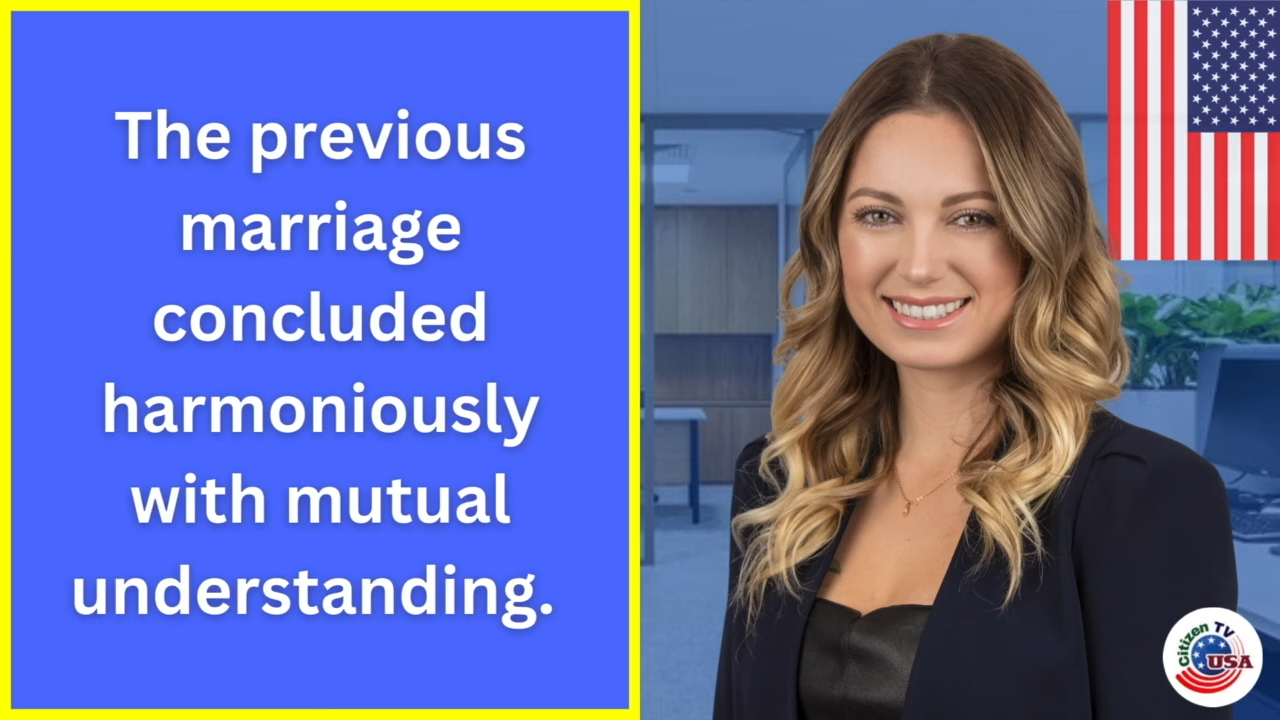 The previous
marriage
concluded
harmoniously
with mutual
understanding.
Citizen TV
USA